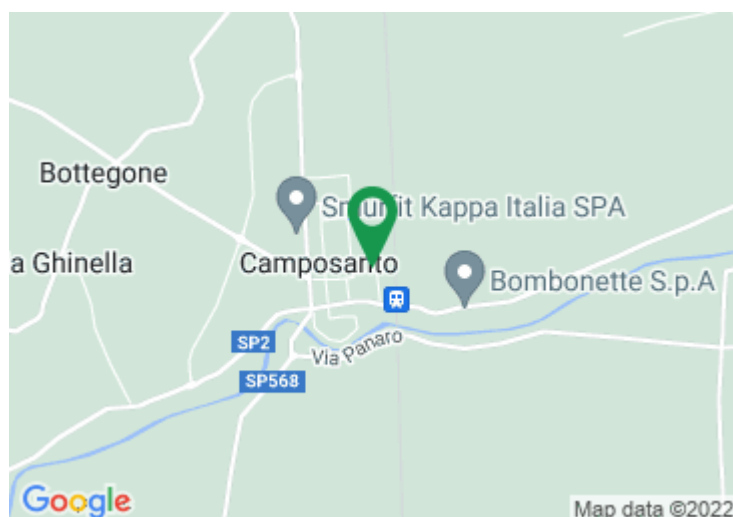 Bottegone
Smurfit Kappa Italia SPA
a Ghinella
Camposanto
Bombonette S.p.A
SP2
Via Panaro
SP568
Google
Map data ©2022